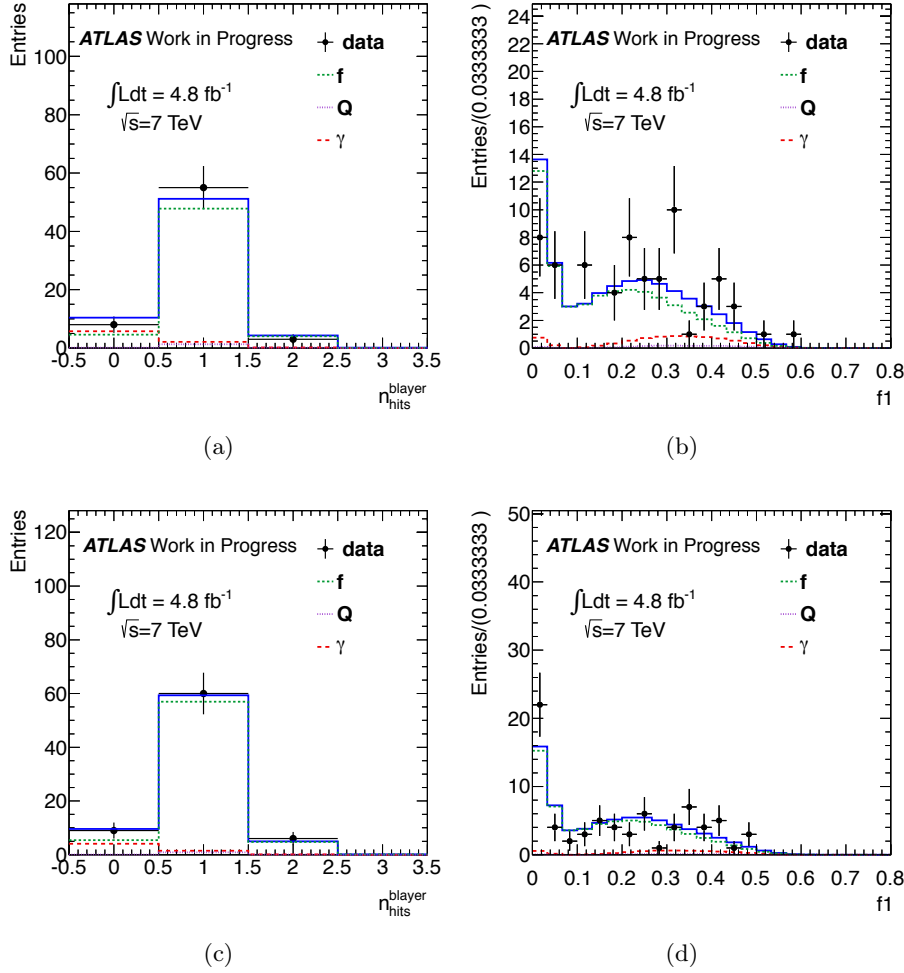 Entries
100
80
60
40
20
0
ATLAS Work in Progress
data
f
Q
γ
∫Ldt = 4.8 fb-1
√s=7 TeV
-0.5 0 0.5 1 1.5 2 2.5 3 3.5
n hits blayer
(a)
Entries/(0.0333333 )
24
22
20
18
16
14
12
10
8
6
4
2
0
ATLAS Work in Progress
data
f
Q
γ
∫Ldt = 4.8 fb-1
√s=7 TeV
0 0.1 0.2 0.3 0.4 0.5 0.6 0.7 0.8
f1
(b)
Entries
120
100
80
60
40
20
0
ATLAS Work in Progress
data
f
Q
γ
∫Ldt = 4.8 fb-1
√s=7 TeV
-0.5 0 0.5 1 1.5 2 2.5 3 3.5
n hits blayer
(c)
Entries/(0.0333333 )
50
40
30
20
10
0
ATLAS Work in Progress
data
f
Q
γ
∫Ldt = 4.8 fb-1
√s=7 TeV
0 0.1 0.2 0.3 0.4 0.5 0.6 0.7 0.8
f1
(d)